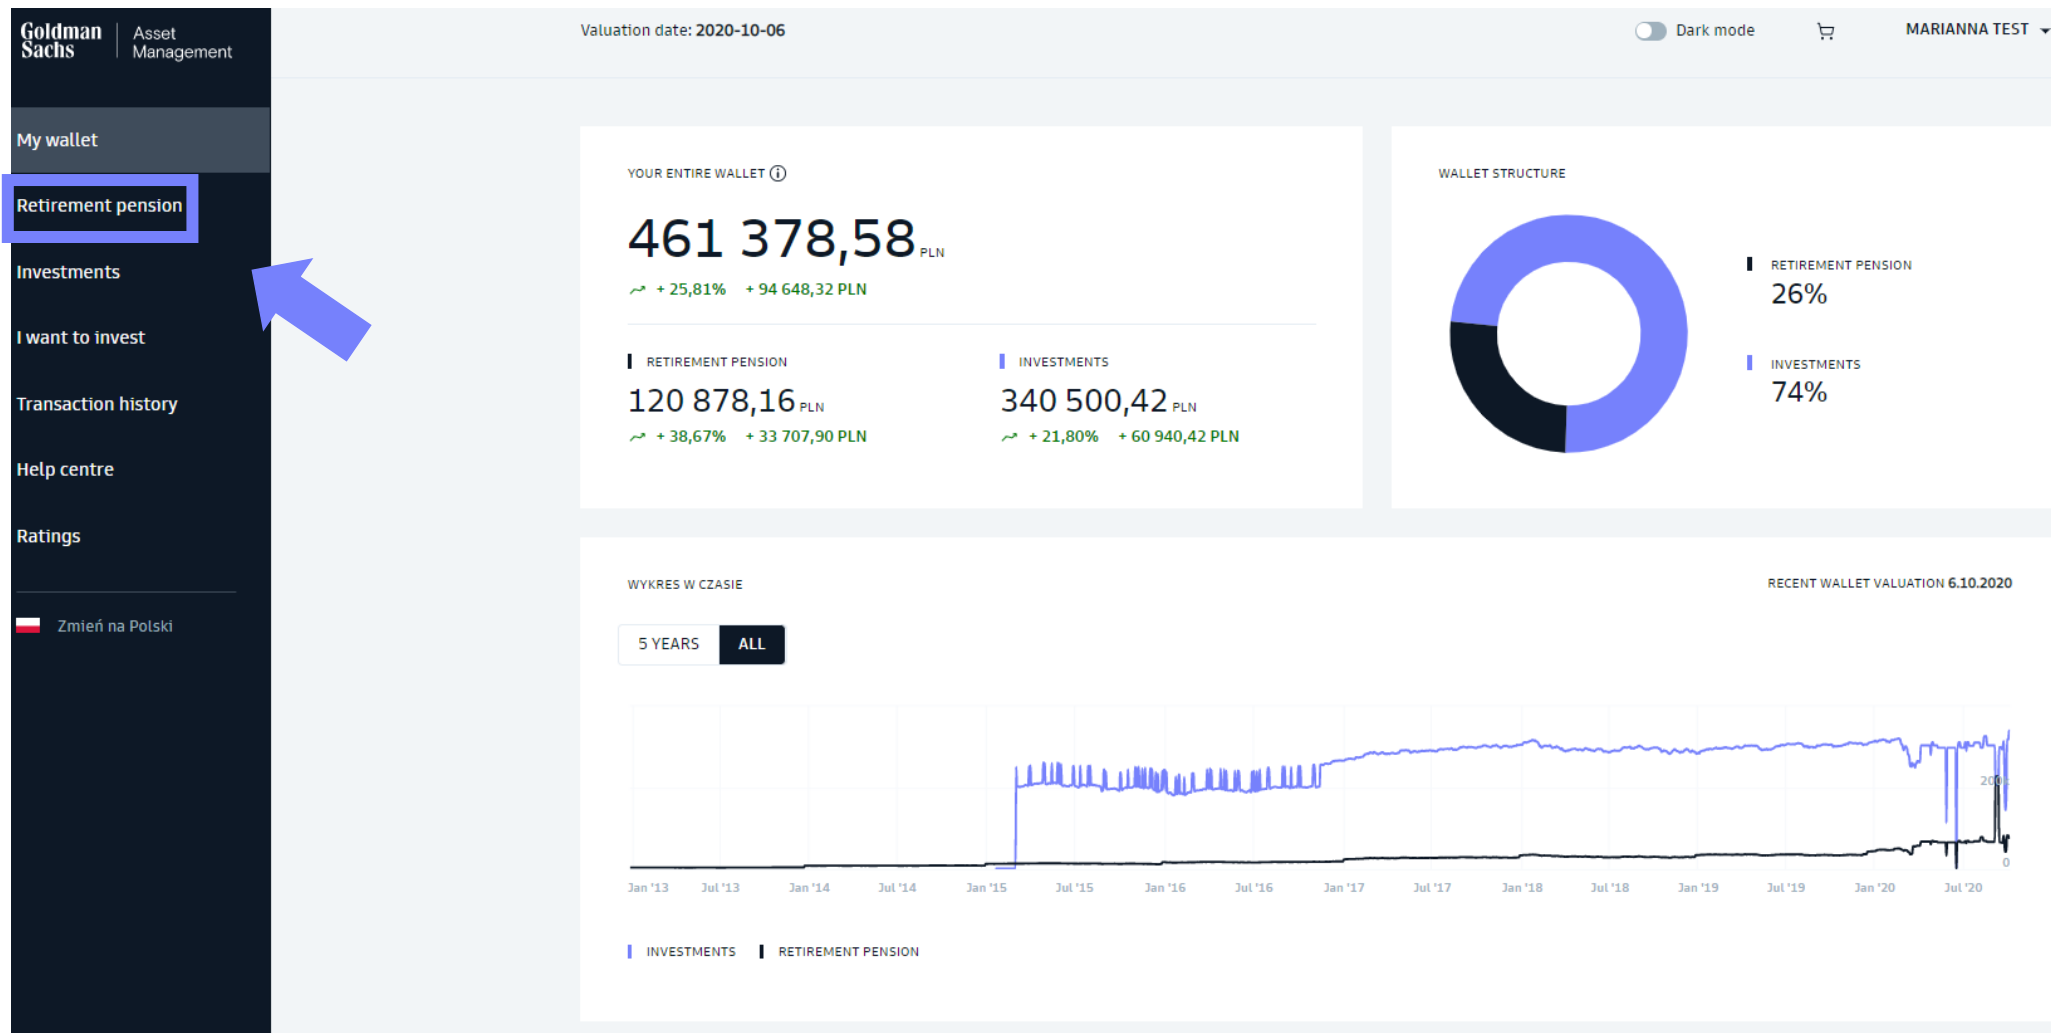 Goldman
Sachs
Asset
Management
Valuation date: 2020-10-06
Dark mode
MARIANNA TEST
My wallet
Retirement pension
Investments
I want to invest
Transaction history
Help centre
Ratings
Zmień na Polski
YOUR ENTIRE WALLET
461 378,58 PLN
+ 25,81% + 94 648,32 PLN
RETIREMENT PENSION
120 878,16 PLN
+ 38,67% + 33 707,90 PLN
INVESTMENTS
340 500,42 PLN
+ 21,80% + 60 940,42 PLN
WALLET STRUCTURE
RETIREMENT PENSION
26%
INVESTMENTS
74%
WYKRES W CZASIE
RECENT WALLET VALUATION 6.10.2020
5 YEARS ALL
200k
0
Jan '13 Jul '13 Jan '14 Jul '14 Jan '15 Jul '15 Jan '16 Jul '16 Jan '17 Jul '17 Jan '18 Jul '18 Jan '19 Jul '19 Jan '20 Jul '20
INVESTMENTS RETIREMENT PENSION